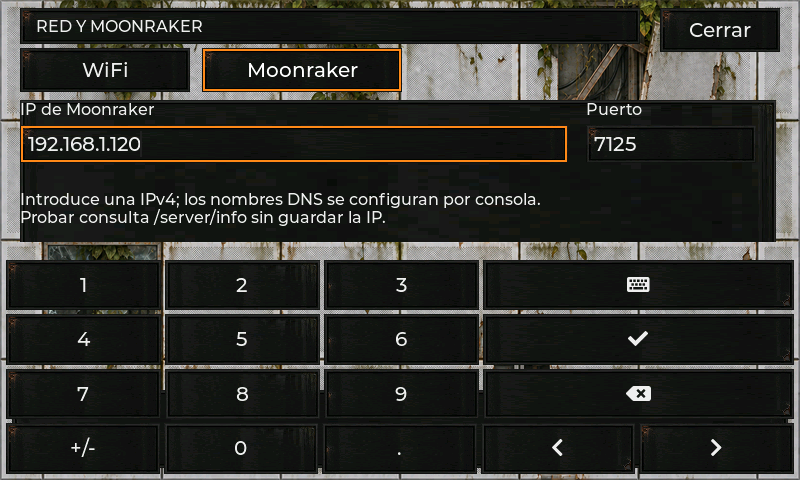 RED Y MOONRAKER
Cerrar
WiFi
Moonraker
IP de Moonraker
Puerto
192.168.1.120
7125
Introduce una IPv4; los nombres DNS se configuran por consola.
Probar consulta /server/info sin guardar la IP.
1 2 3
4 5 6
7 8 9
+/- 0 .